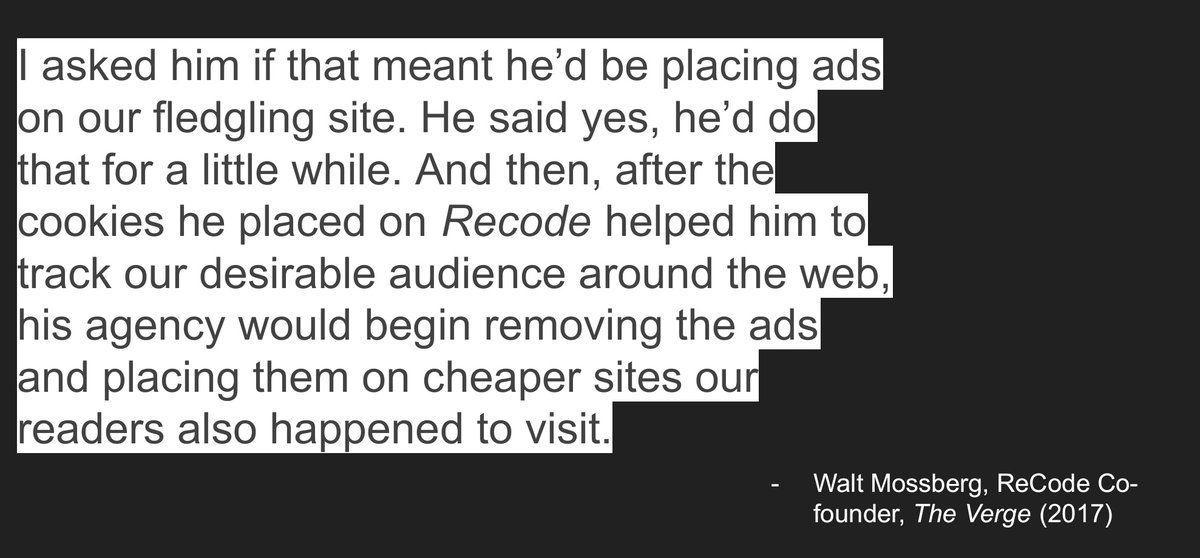 I asked him if that meant he’d be placing ads
on our fledgling site. He said yes, he’d do
that for a little while. And then, after the
cookies he placed on Recode helped him to
track our desirable audience around the web,
his agency would begin removing the ads
and placing them on cheaper sites our
readers also happened to visit.
- Walt Mossberg, ReCode Co-
founder, The Verge (2017)